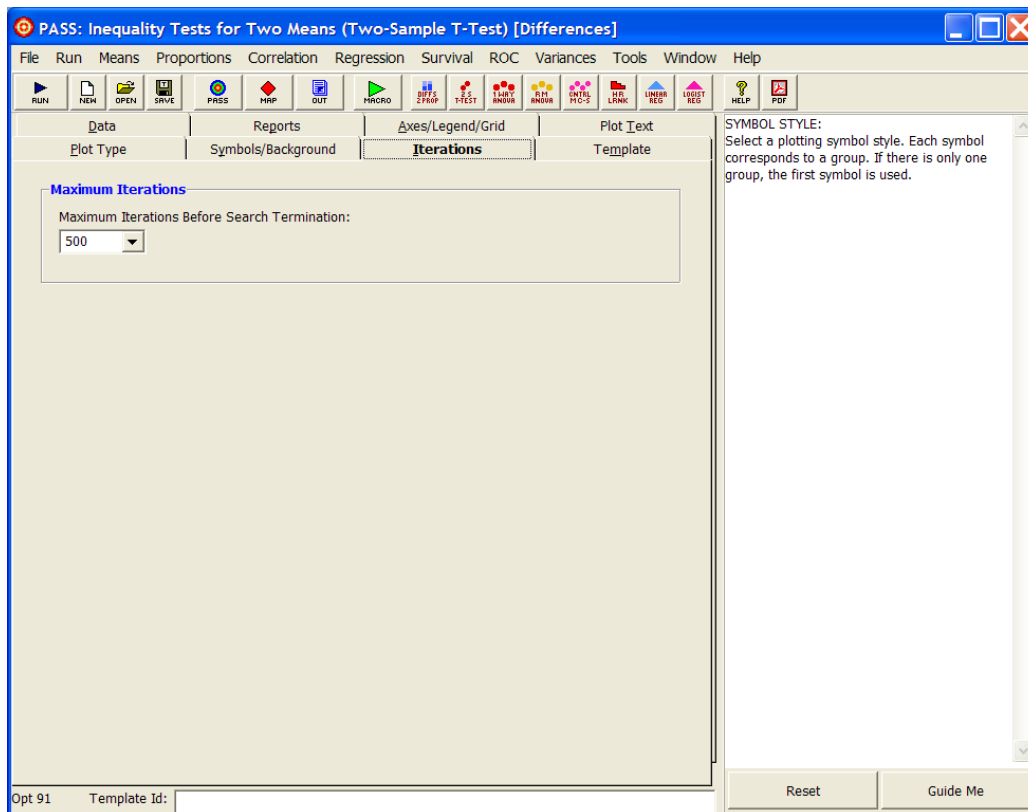 PASS: Inequality Tests for Two Means (Two-Sample T-Test) [Differences]
File Run Means Proportions Correlation Regression Survival ROC Variances Tools Window Help
RUN NEW OPEN SAVE PASS MAP OUT MACRO DIFFS 2 PROP 2 S T-TEST 1 WAY ANOVA RM ANOVA CNTRL MC-S HR LRNK LINEAR REG LOGIST REG HELP PDF
Data Reports Axes/Legend/Grid Plot Text
Plot Type Symbols/Background Iterations Template
Maximum Iterations
Maximum Iterations Before Search Termination:
500
SYMBOL STYLE:
Select a plotting symbol style. Each symbol
corresponds to a group. If there is only one
group, the first symbol is used.
Reset Guide Me
Opt 91 Template Id: